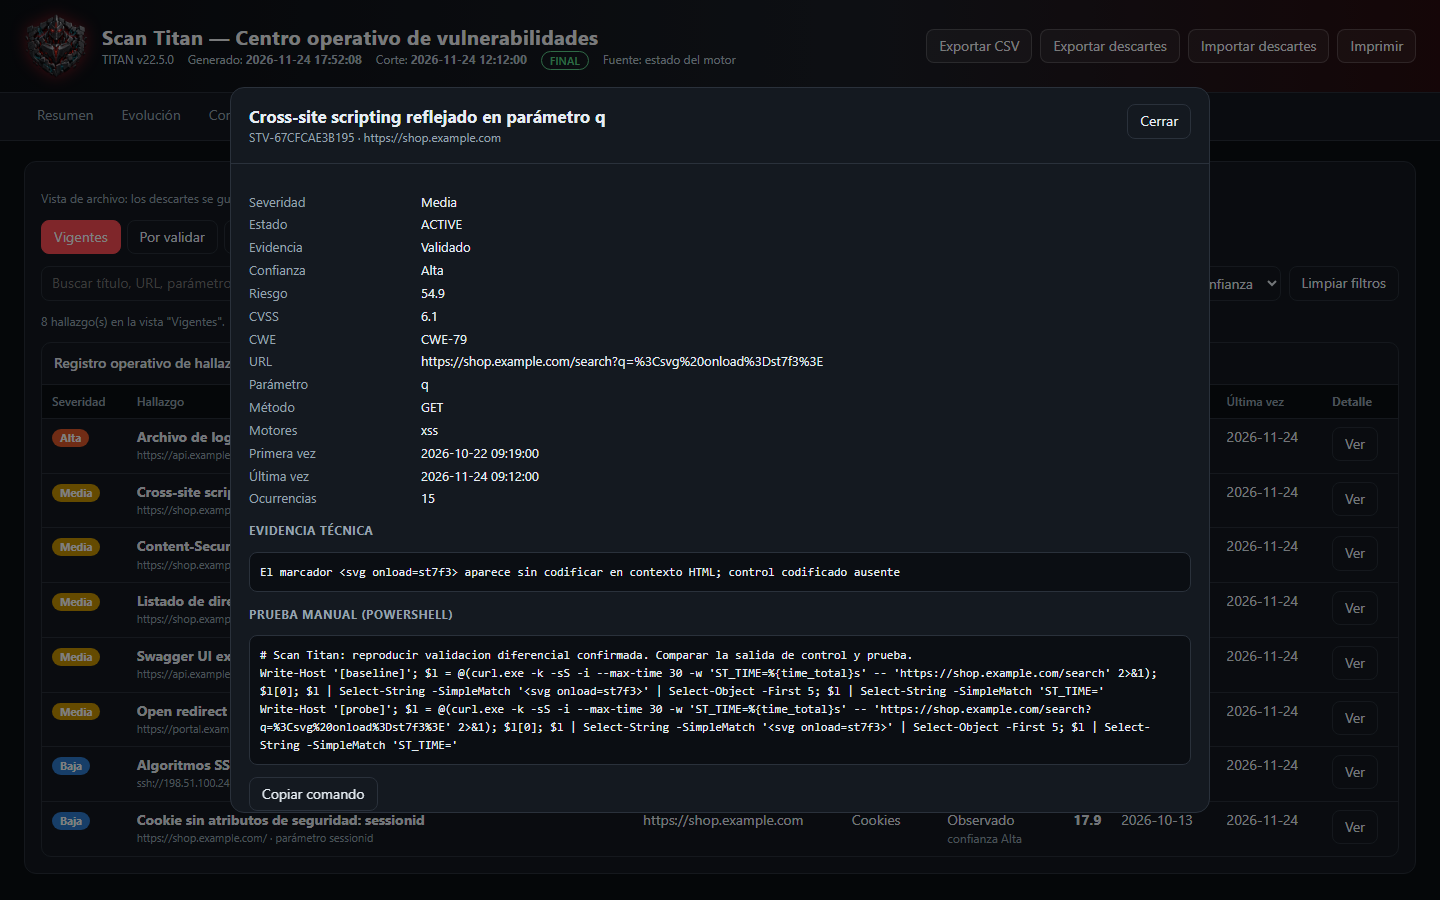 Scan Titan — Centro operativo de vulnerabilidades
TITAN v22.5.0 Generado: 2026-11-24 17:52:08 Corte: 2026-11-24 12:12:00 FINAL Fuente: estado del motor
Exportar CSV Exportar descartes Importar descartes Imprimir
Resumen Evolución
Cross-site scripting reflejado en parámetro q
STV-67CFCAE3B195 · https://shop.example.com
Cerrar
Vista de archivo: los descartes se
Vigentes Por validar
Buscar título, URL, parámetro
Limpiar filtros
8 hallazgo(s) en la vista "Vigentes".
Registro operativo de
Severidad Hallazgo Última vez Detalle
Severidad Media
Estado ACTIVE
Evidencia Validado
Confianza Alta
Riesgo 54.9
CVSS 6.1
CWE CWE-79
URL https://shop.example.com/search?q=%3Csvg%20onload%3Dst7f3%3E
Parámetro q
Método GET
Motores xss
Primera vez 2026-10-22 09:19:00
Última vez 2026-11-24 09:12:00
Ocurrencias 15
EVIDENCIA TÉCNICA
El marcador <svg onload=st7f3> aparece sin codificar en contexto HTML; control codificado ausente
PRUEBA MANUAL (POWERSHELL)
# Scan Titan: reproducir validacion diferencial confirmada. Comparar la salida de control y prueba.
Write-Host '[baseline]'; $l = @(curl.exe -k -sS -i --max-time 30 -w 'ST_TIME=%{time_total}s' -- 'https://shop.example.com/search' 2>&1);
$l[0]; $l | Select-String -SimpleMatch '<svg onload=st7f3>' | Select-Object -First 5; $l | Select-String -SimpleMatch 'ST_TIME='
Write-Host '[probe]'; $l = @(curl.exe -k -sS -i --max-time 30 -w 'ST_TIME=%{time_total}s' -- 'https://shop.example.com/search?
q=%3Csvg%20onload%3Dst7f3%3E' 2>&1); $l[0]; $l | Select-String -SimpleMatch '<svg onload=st7f3>' | Select-Object -First 5; $l | Select-
String -SimpleMatch 'ST_TIME='
Copiar comando
Alta Archivo de log 2026-11-24 Ver
https://api.example
Media Cross-site scrip 2026-11-24 Ver
https://shop.examp
Media Content-Secur 2026-11-24 Ver
https://shop.examp
Media Listado de dire 2026-11-24 Ver
https://shop.examp
Media Swagger UI ex 2026-11-24 Ver
https://api.example
Media Open redirect 2026-11-24 Ver
https://portal.exam
Baja Algoritmos SS 2026-11-24 Ver
ssh://198.51.100.24
Baja Cookie sin atributos de seguridad: sessionid https://shop.example.com Cookies Observado 17.9 2026-10-13 2026-11-24 Ver
https://shop.example.com/ · parámetro sessionid confianza Alta